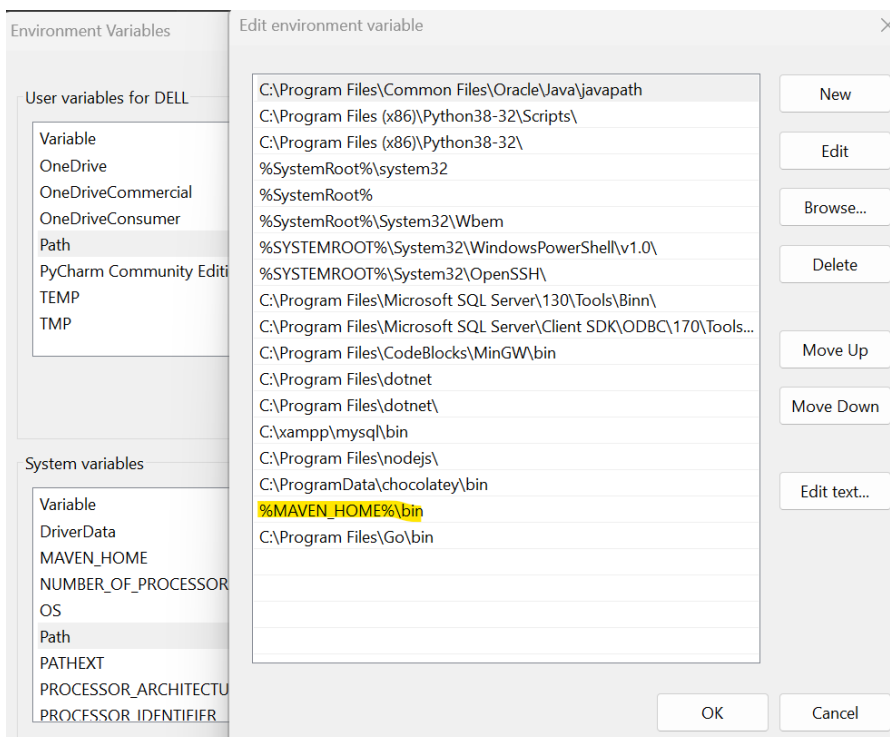 Environment Variables
User variables for DELL
Variable
OneDrive
OneDriveCommercial
OneDriveConsumer
Path
PyCharm Community Editi
TEMP
TMP
System variables
Variable
DriverData
MAVEN_HOME
NUMBER_OF_PROCESSOR
OS
Path
PATHEXT
PROCESSOR_ARCHITECTU
PROCESSOR_IDENTIFIER
Edit environment variable
C:\Program Files\Common Files\Oracle\Java\javapath
C:\Program Files (x86)\Python38-32\Scripts\
C:\Program Files (x86)\Python38-32\
%SystemRoot%\system32
%SystemRoot%
%SystemRoot%\System32\Wbem
%SYSTEMROOT%\System32\WindowsPowerShell\v1.0\
%SYSTEMROOT%\System32\OpenSSH\
C:\Program Files\Microsoft SQL Server\130\Tools\Binn\
C:\Program Files\Microsoft SQL Server\Client SDK\ODBC\170\Tools...
C:\Program Files\CodeBlocks\MinGW\bin
C:\Program Files\dotnet
C:\Program Files\dotnet\
C:\xampp\mysql\bin
C:\Program Files\nodejs\
C:\ProgramData\chocolatey\bin
%MAVEN_HOME%\bin
C:\Program Files\Go\bin
New
Edit
Browse...
Delete
Move Up
Move Down
Edit text...
OK
Cancel